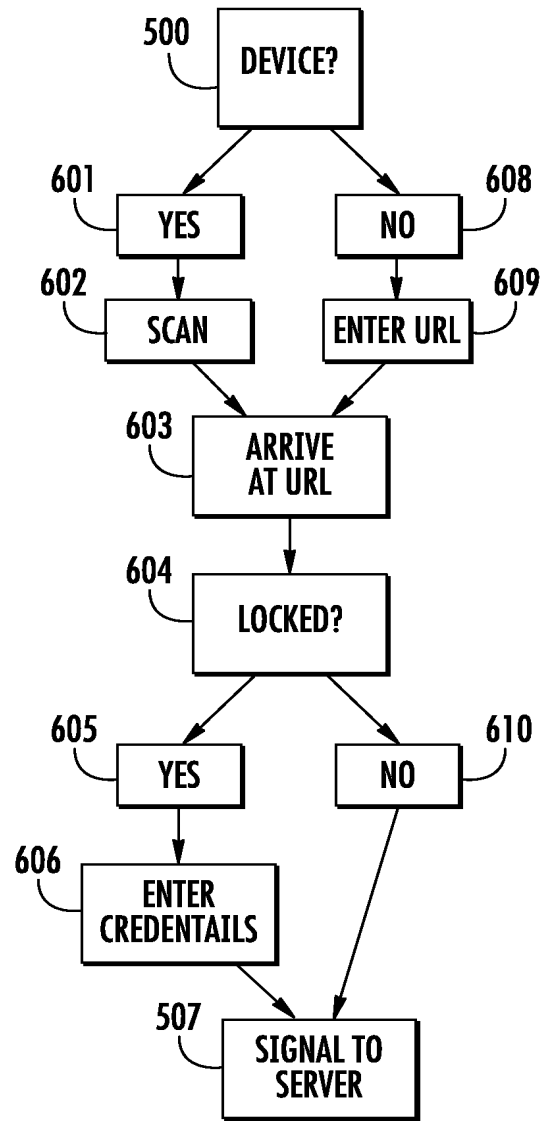 500
DEVICE?
601
YES
608
NO
602
SCAN
609
ENTER URL
603
ARRIVE
AT URL
604
LOCKED?
605
YES
610
NO
606
ENTER
CREDENTAILS
507
SIGNAL TO
SERVER